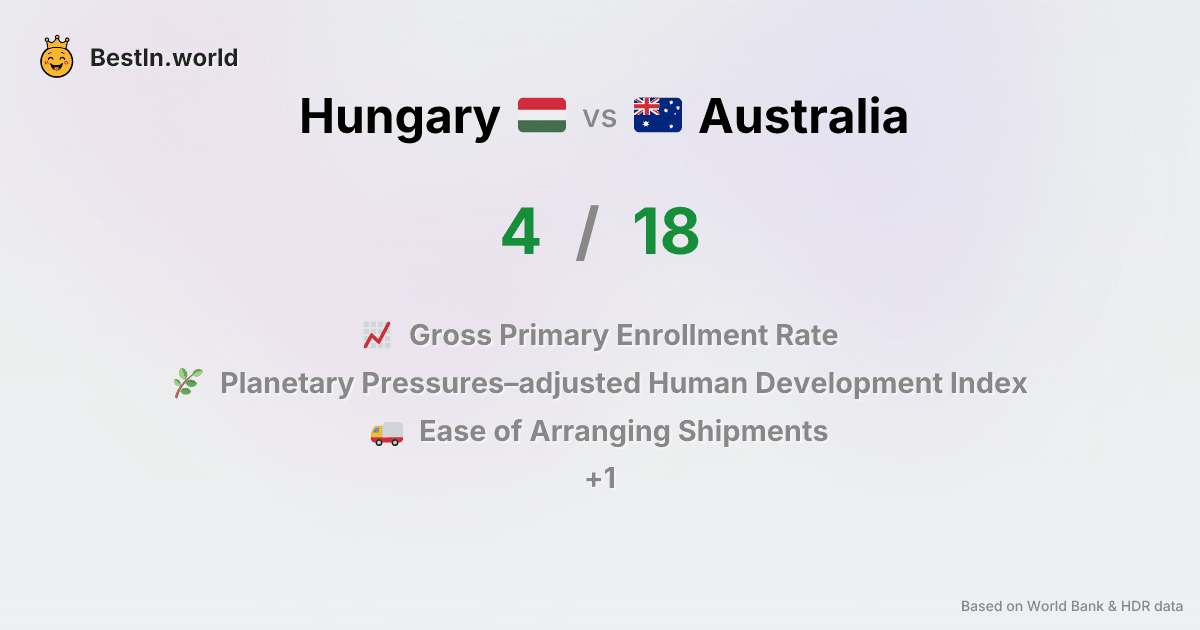 BestIn.world
Hungary vs Australia
4 / 18
Gross Primary Enrollment Rate
Planetary Pressures–adjusted Human Development Index
Ease of Arranging Shipments
+1
Based on World Bank & HDR data